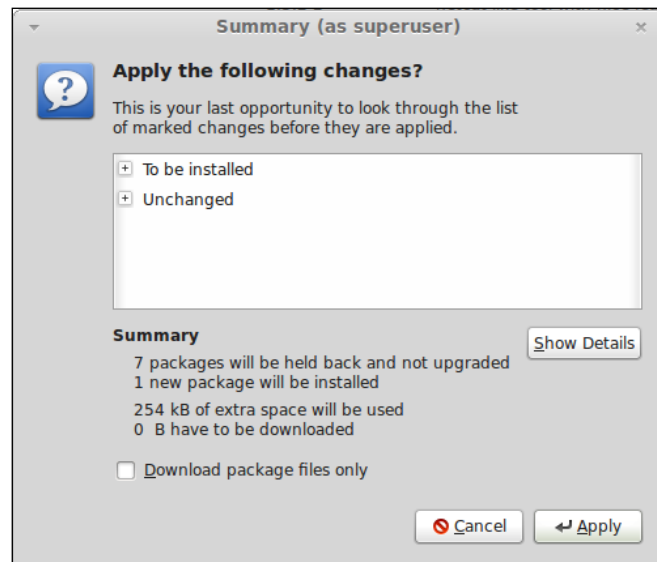 Summary (as superuser)
Apply the following changes?
This is your last opportunity to look through the list
of marked changes before they are applied.
To be installed
Unchanged
Summary
Show Details
7 packages will be held back and not upgraded
1 new package will be installed
254 kB of extra space will be used
0 B have to be downloaded
Download package files only
Cancel
Apply